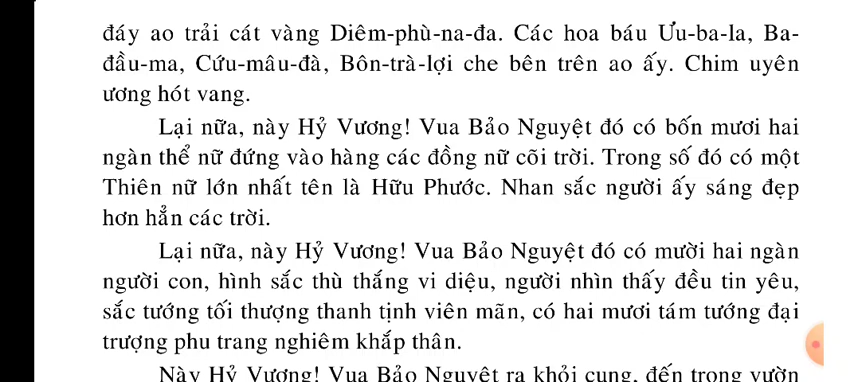 đáy ao trải cát vàng Diêm-phù-na-đa. Các hoa báu Ưu-ba-la, Ba-
đầu-ma, Cứu-mâu-đà, Bôn-trà-lợi che bên trên ao ấy. Chim uyên
ương hót vang.
Lại nữa, này Hỷ Vương! Vua Bảo Nguyệt đó có bốn mươi hai
ngàn thể nữ đứng vào hàng các đồng nữ cõi trời. Trong số đó có một
Thiên nữ lớn nhất tên là Hữu Phước. Nhan sắc người ấy sáng đẹp
hơn hẳn các trời.
Lại nữa, này Hỷ Vương! Vua Bảo Nguyệt đó có mười hai ngàn
người con, hình sắc thù thắng vi diệu, người nhìn thấy đều tin yêu,
sắc tướng tối thượng thanh tịnh viên mãn, có hai mươi tám tướng đại
trượng phu trang nghiêm khắp thân.
Này Hỷ Vương! Vua Bảo Nguyệt ra khỏi cung, đến trong vườn